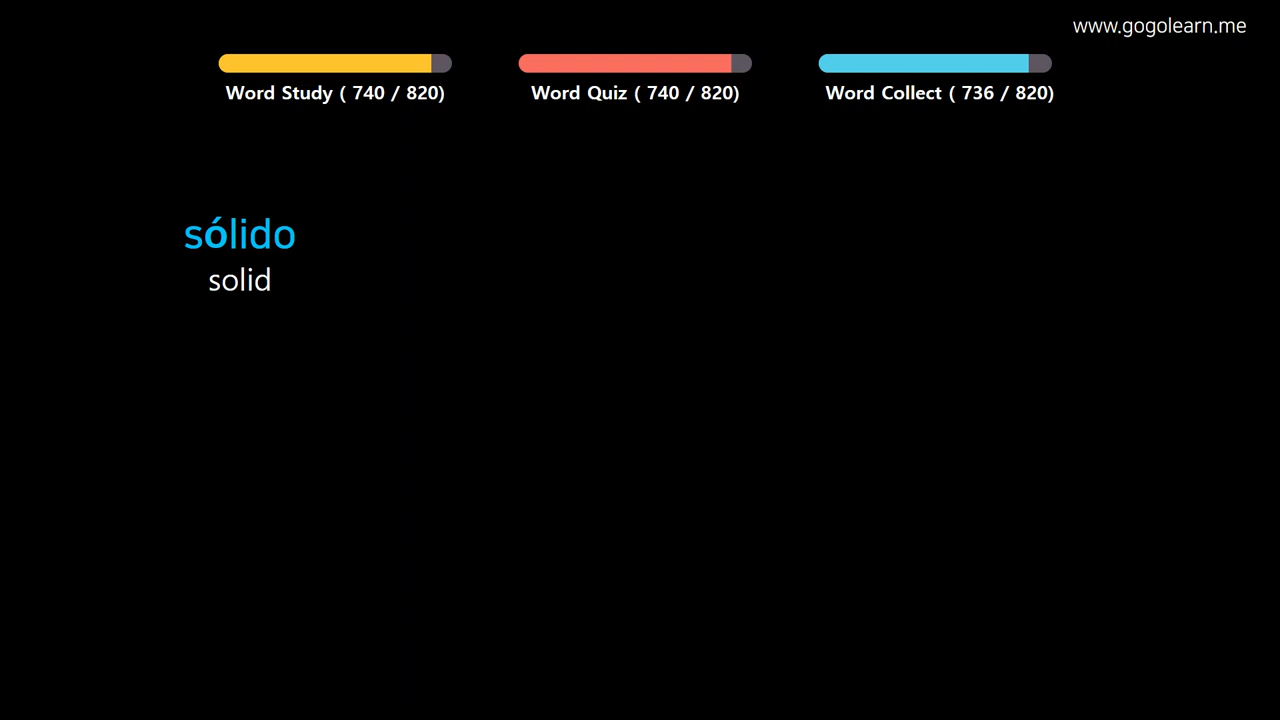 www.gogolearn.me
Word Study ( 740 / 820)
Word Quiz ( 740 / 820)
Word Collect ( 736 / 820)
sólido
solid